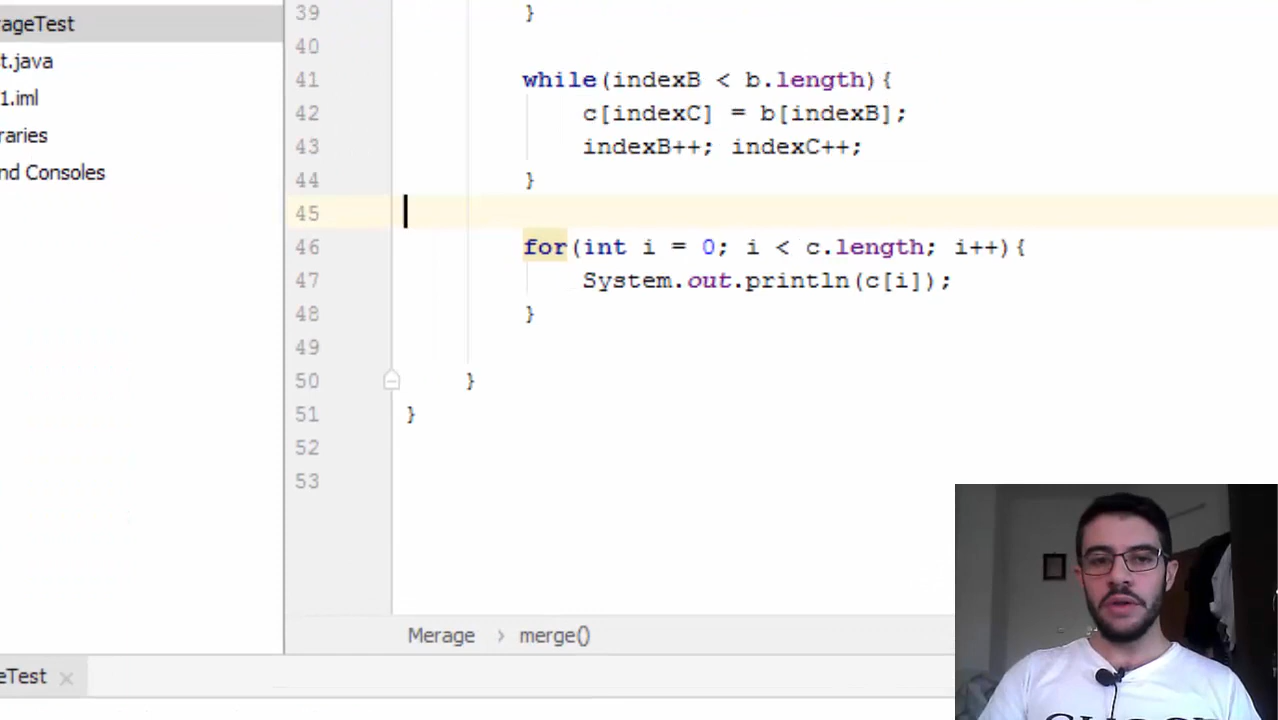 ageTest
t.java
1.iml
raries
nd Consoles
39 }
40
41 while(indexB < b.length){
42 c[indexC] = b[indexB];
43 indexB++; indexC++;
44 }
45
46 for(int i = 0; i < c.length; i++){
47 System.out.println(c[i]);
48 }
49
50 }
51 }
52
53
Merage > merge()
eTest ×